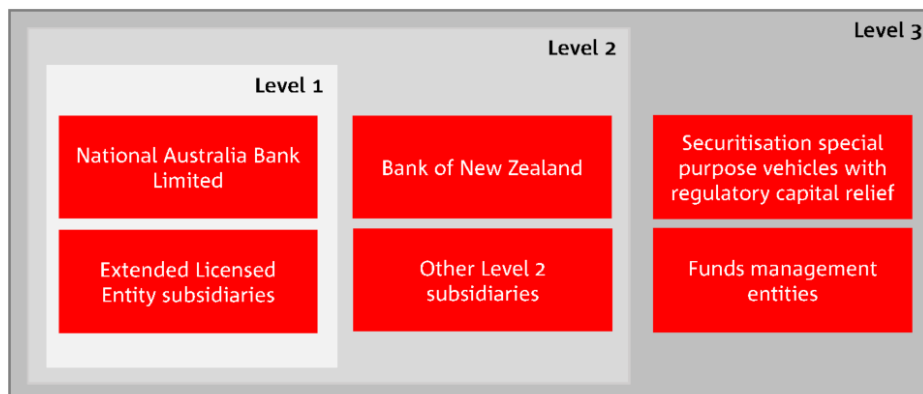 Level 3
Level 2
Level 1
National Australia Bank
Limited
Bank of New Zealand
Securitisation special
purpose vehicles with
regulatory capital relief
Extended Licensed
Entity subsidiaries
Other Level 2
subsidiaries
Funds management
entities